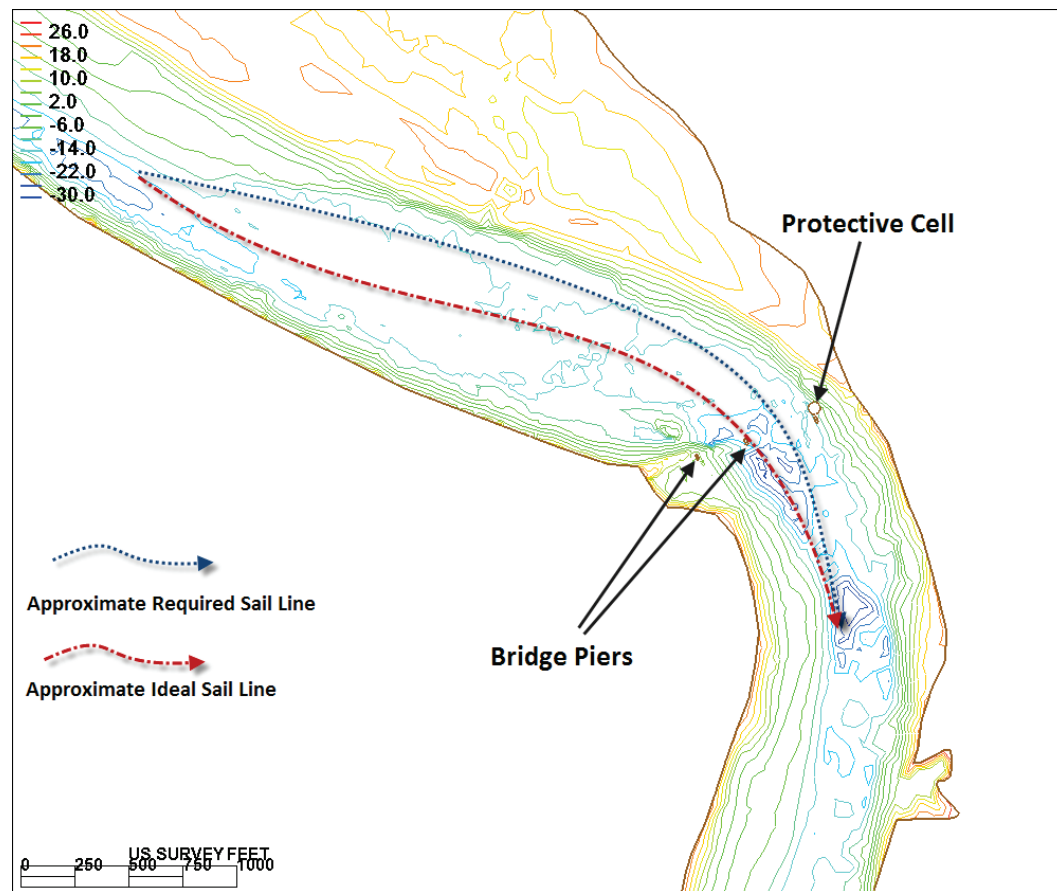 26.0
18.0
10.0
2.0
-6.0
-14.0
-22.0
-30.0
Protective Cell
Approximate Required Sail Line
Bridge Piers
Approximate Ideal Sail Line
US SURVEY FEET
0 250 500 750 1000